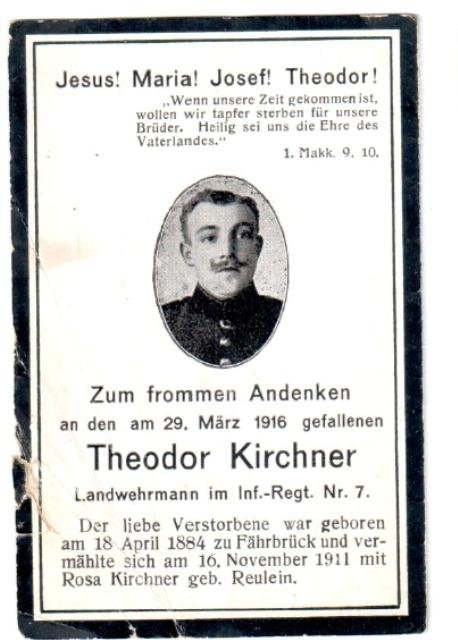 Jesus! Maria! Josef! Theodor!
„Wenn unsere Zeit gekommen ist,
wollen wir tapfer sterben für unsere
Brüder. Heilig sei uns die Ehre des
Vaterlandes.“
1. Makk. 9. 10.
Zum frommen Andenken
an den am 29. März 1916 gefallenen
Theodor Kirchner
Landwehrmann im Inf.-Regt. Nr. 7.
Der liebe Verstorbene war geboren
am 18 April 1884 zu Fährbrück und ver-
mählte sich am 16. November 1911 mit
Rosa Kirchner geb. Reulein.